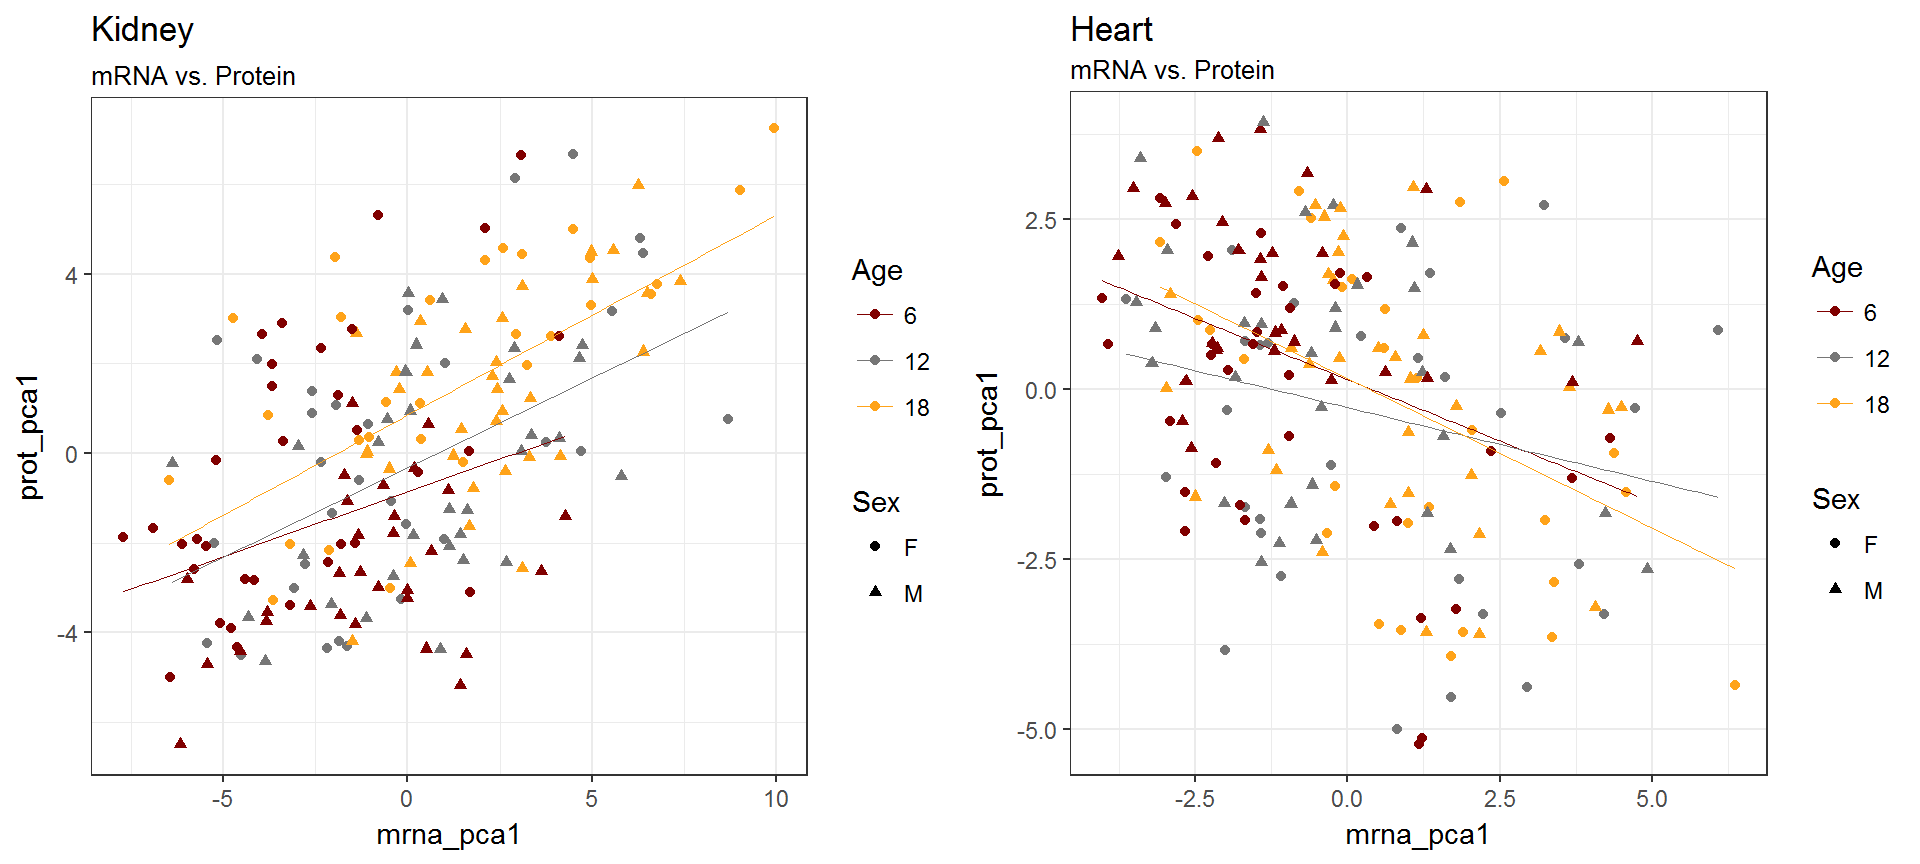 Kidney
mRNA vs. Protein
prot_pca1
4
0
-4
-5
0
5
10
mrna_pca1
Age
6
12
18
Sex
F
M
Heart
mRNA vs. Protein
prot_pca1
2.5
0.0
-2.5
-5.0
-2.5
0.0
2.5
5.0
mrna_pca1
Age
6
12
18
Sex
F
M